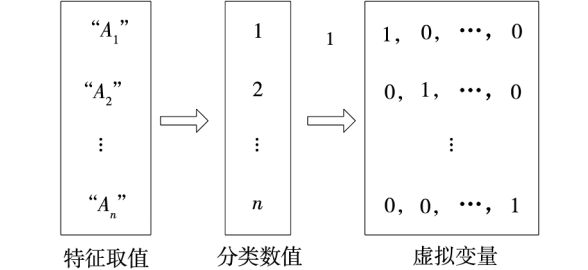 “A₁” 1 1 1, 0, ···, 0
“A₂” 2 0, 1, ···, 0
⋮ ⋮ ⋮
“Aₙ” n 0, 0, ···, 1
特征取值 分类数值 虚拟变量